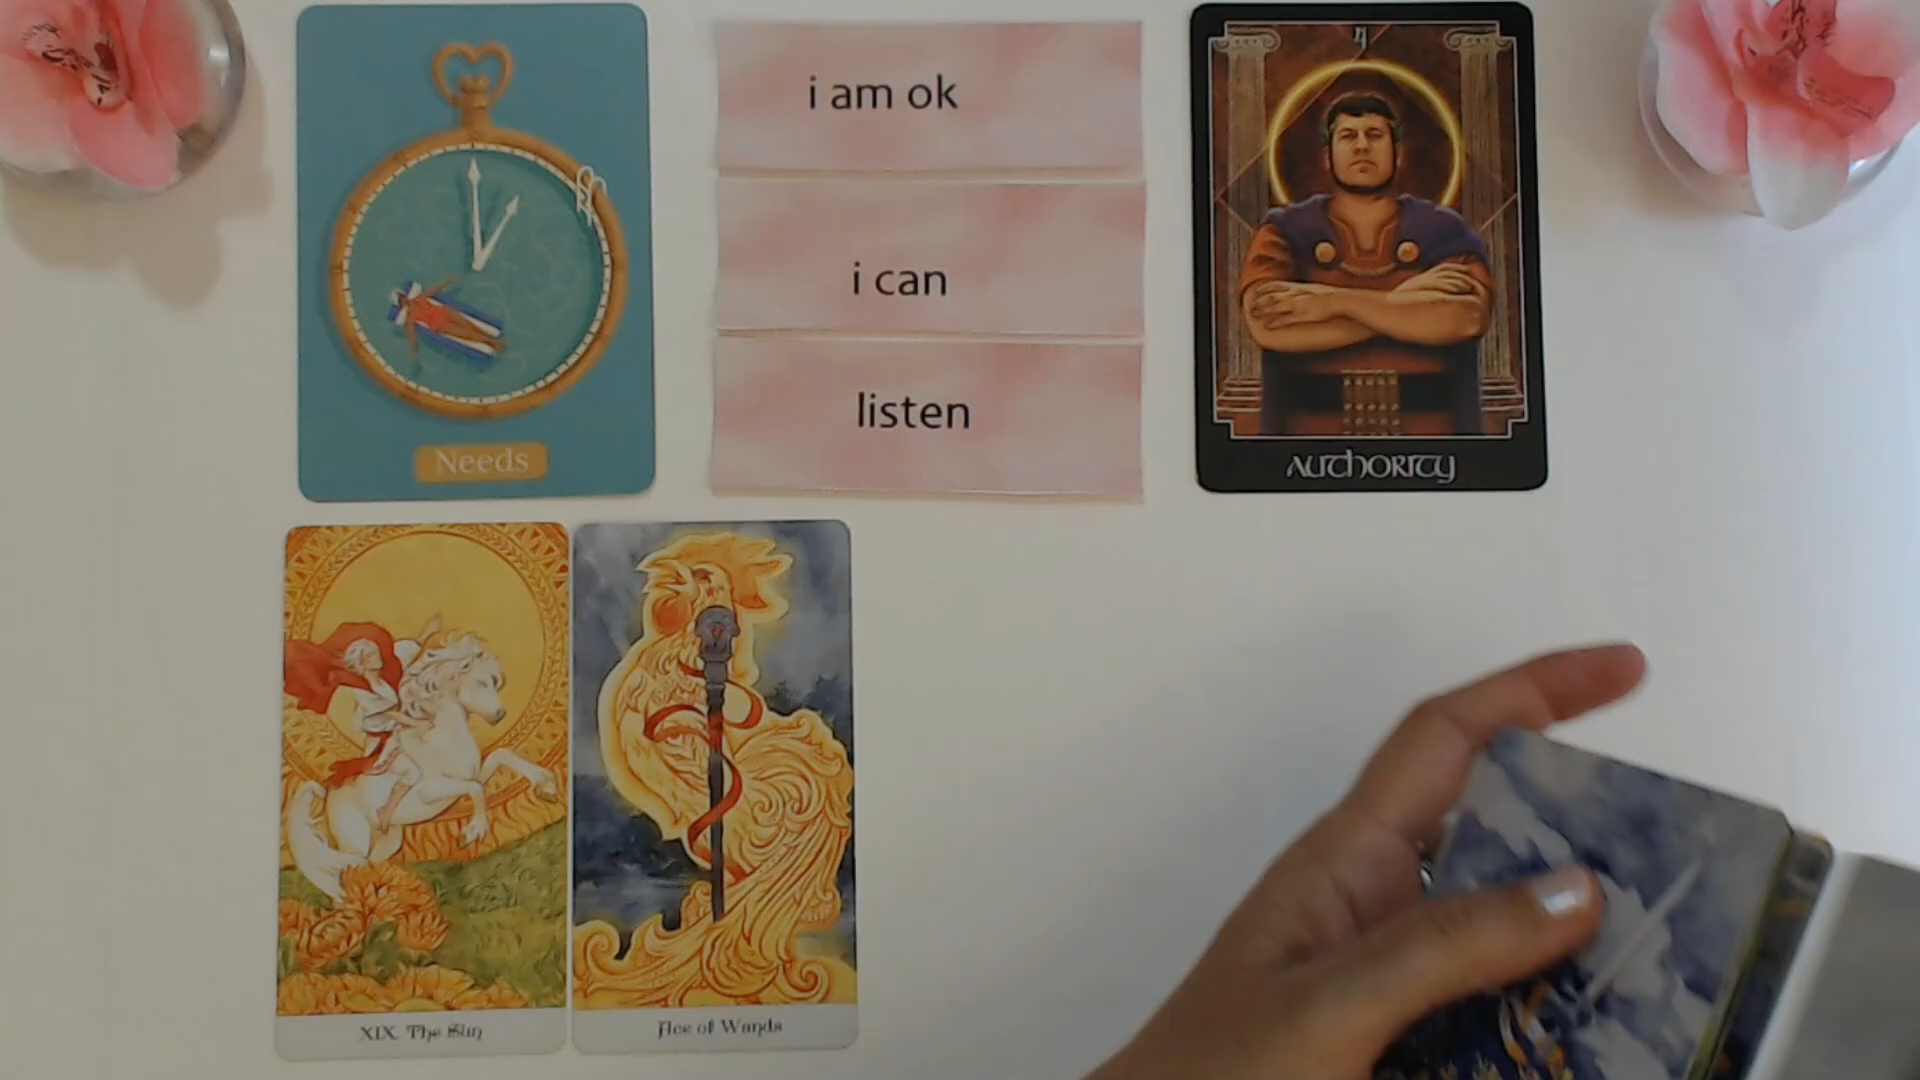 Needs
i am ok
i can
listen
AUTHORITY
XIX. The Sun
Ace of Wands